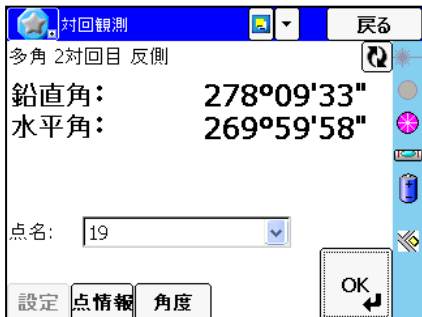 対回観測 戻る
多角 2対回目 反側
鉛直角: 278°09'33"
水平角: 269°59'58"
点名: 19
設定 点情報 角度 OK